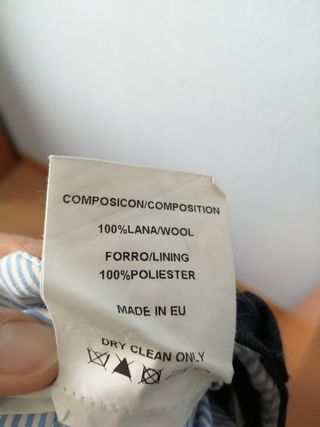 COMPOSICON/COMPOSITION
100%LANA/WOOL
FORRO/LINING
100%POLIESTER
MADE IN EU
DRY CLEAN ONLY